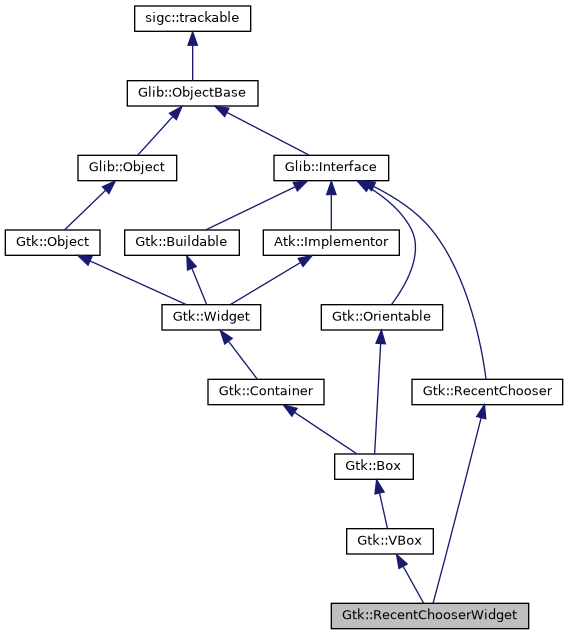 sigc::trackable
Glib::ObjectBase
Glib::Object
Glib::Interface
Gtk::Object
Gtk::Buildable
Atk::Implementor
Gtk::Widget
Gtk::Orientable
Gtk::Container
Gtk::RecentChooser
Gtk::Box
Gtk::VBox
Gtk::RecentChooserWidget